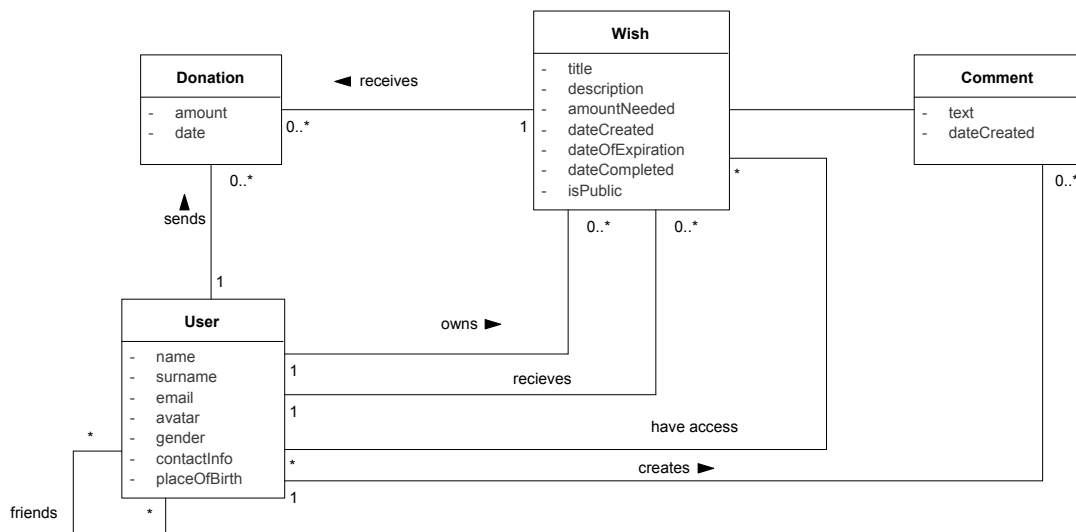 Wish
- title
- description
- amountNeeded
- dateCreated
- dateOfExpiration
- dateCompleted
- isPublic
Donation
- amount
- date
Comment
- text
- dateCreated
◄ receives
0..*
1
*
0..*
0..*
0..*
0..*
▲
sends
1
User
- name
- surname
- email
- avatar
- gender
- contactInfo
- placeOfBirth
owns ►
1
recieves
1
have access
*
creates ►
1
*
friends
*